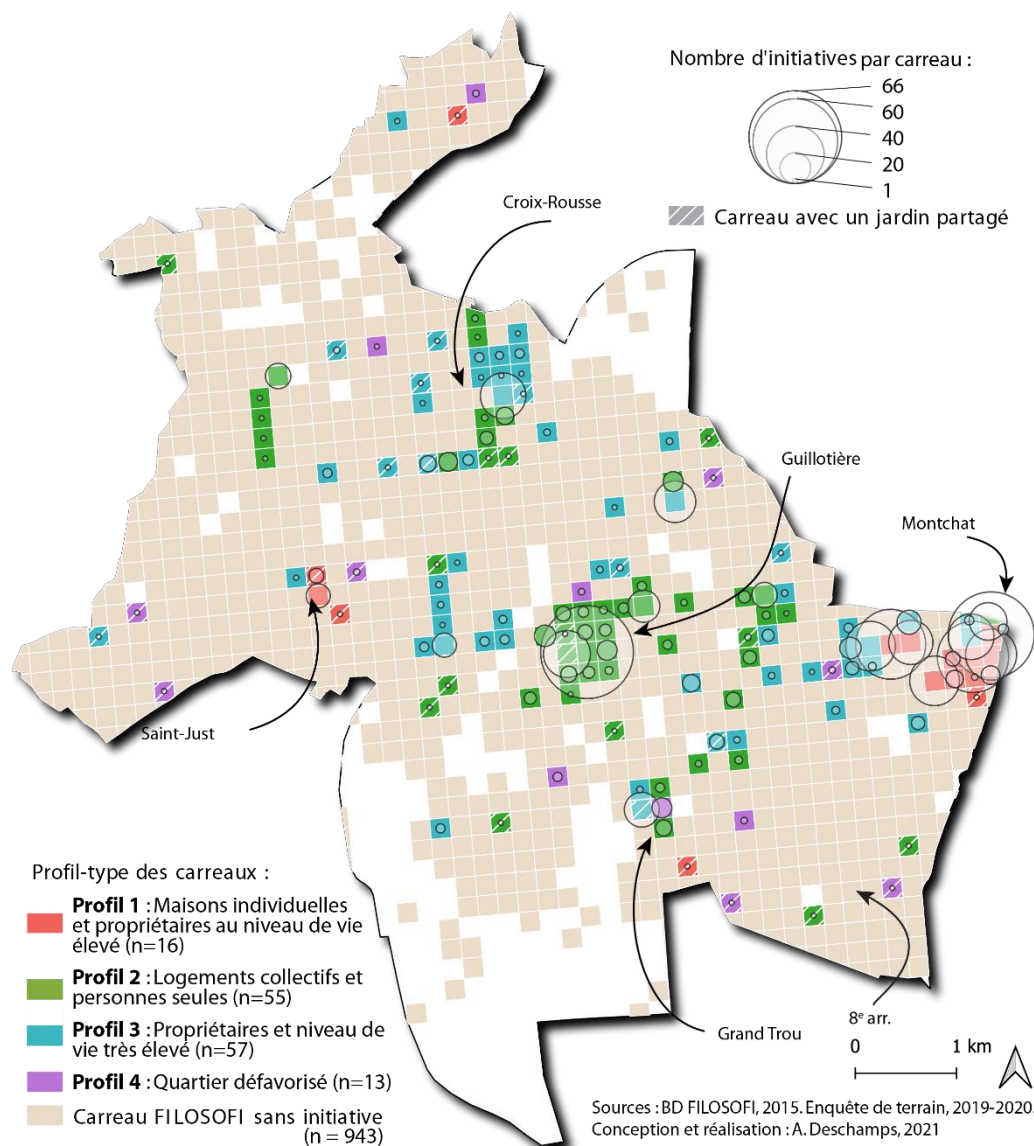 Nombre d'initiatives par carreau :
66
60
40
20
1
Carreau avec un jardin partagé
Croix-Rousse
Guillotière
Montchat
Saint-Just
Grand Trou
8e arr.
Profil-type des carreaux :
Profil 1 : Maisons individuelles
et propriétaires au niveau de vie
élevé (n=16)
Profil 2 : Logements collectifs et
personnes seules (n=55)
Profil 3 : Propriétaires et niveau de
vie très élevé (n=57)
Profil 4 : Quartier défavorisé (n=13)
Carreau FILOSOFI sans initiative
(n = 943)
0 1 km
Sources : BD FILOSOFI, 2015. Enquête de terrain, 2019-2020.
Conception et réalisation : A. Deschamps, 2021